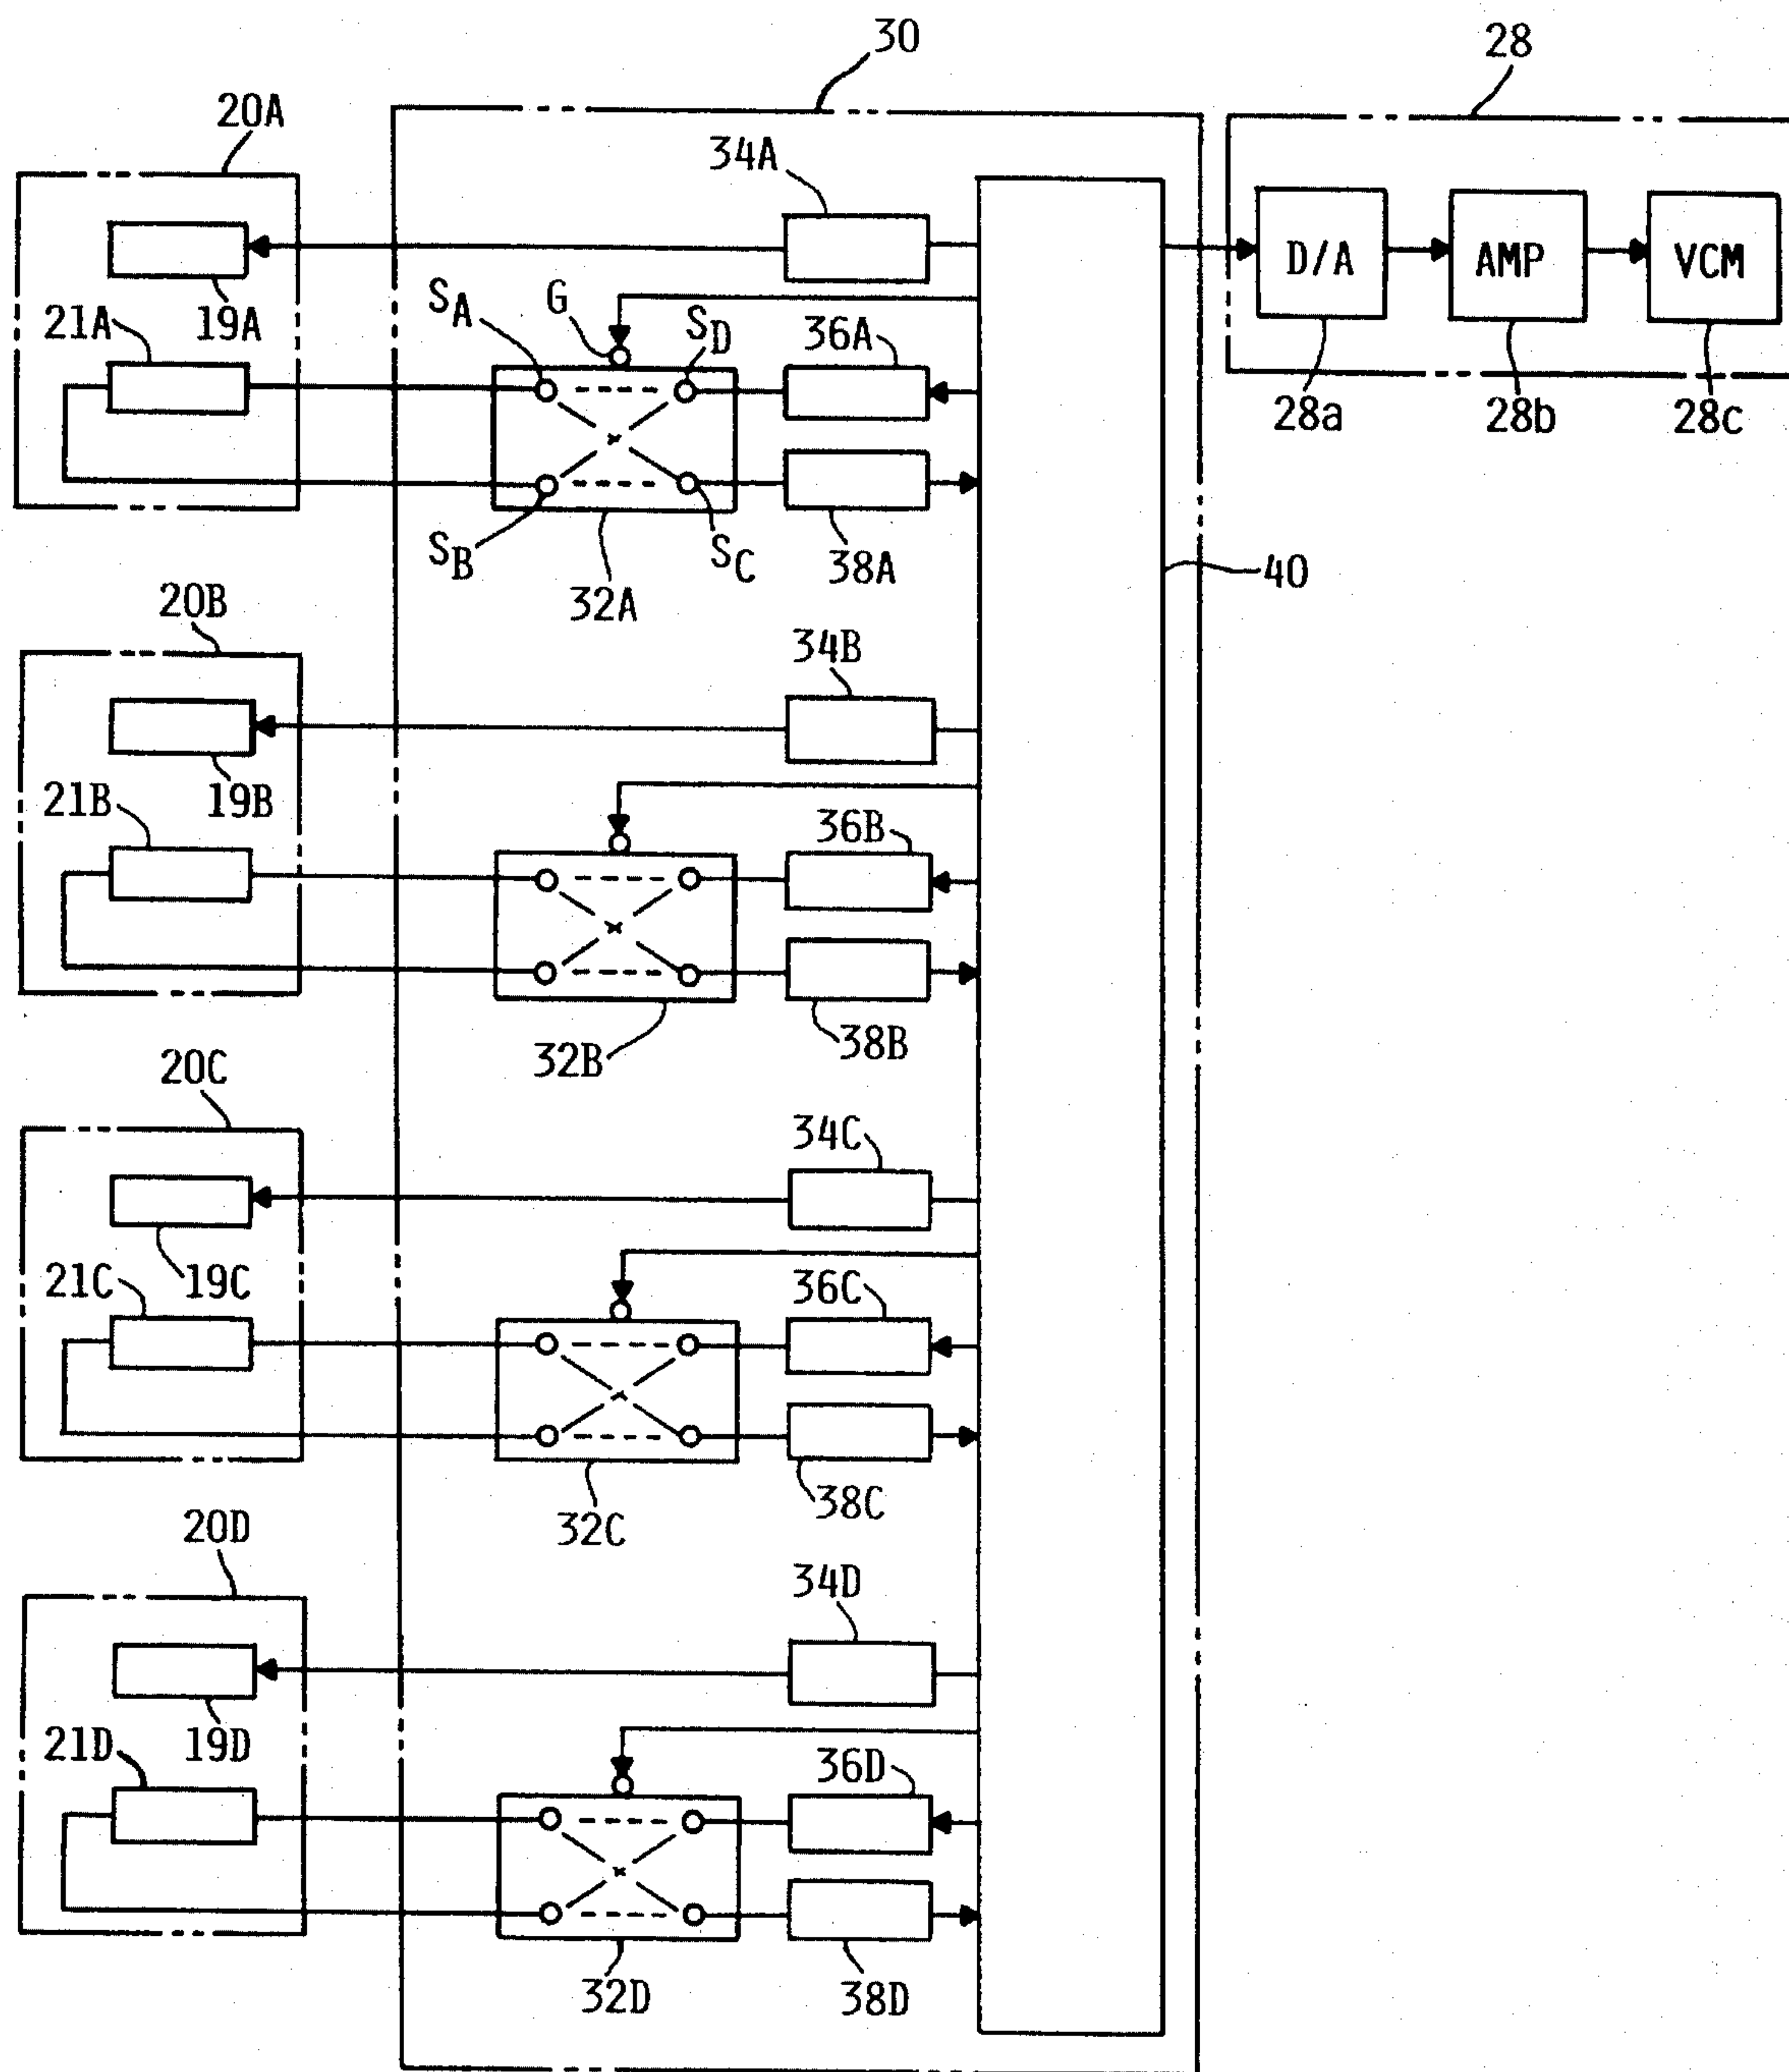 30
28
20A
34A
D/A
AMP
VCM
19A
21A
SA
G
SD
36A
28a
28b
28c
SB
SC
38A
32A
40
20B
34B
19B
21B
36B
38B
32B
20C
34C
19C
21C
36C
38C
32C
20D
34D
19D
21D
36D
38D
32D